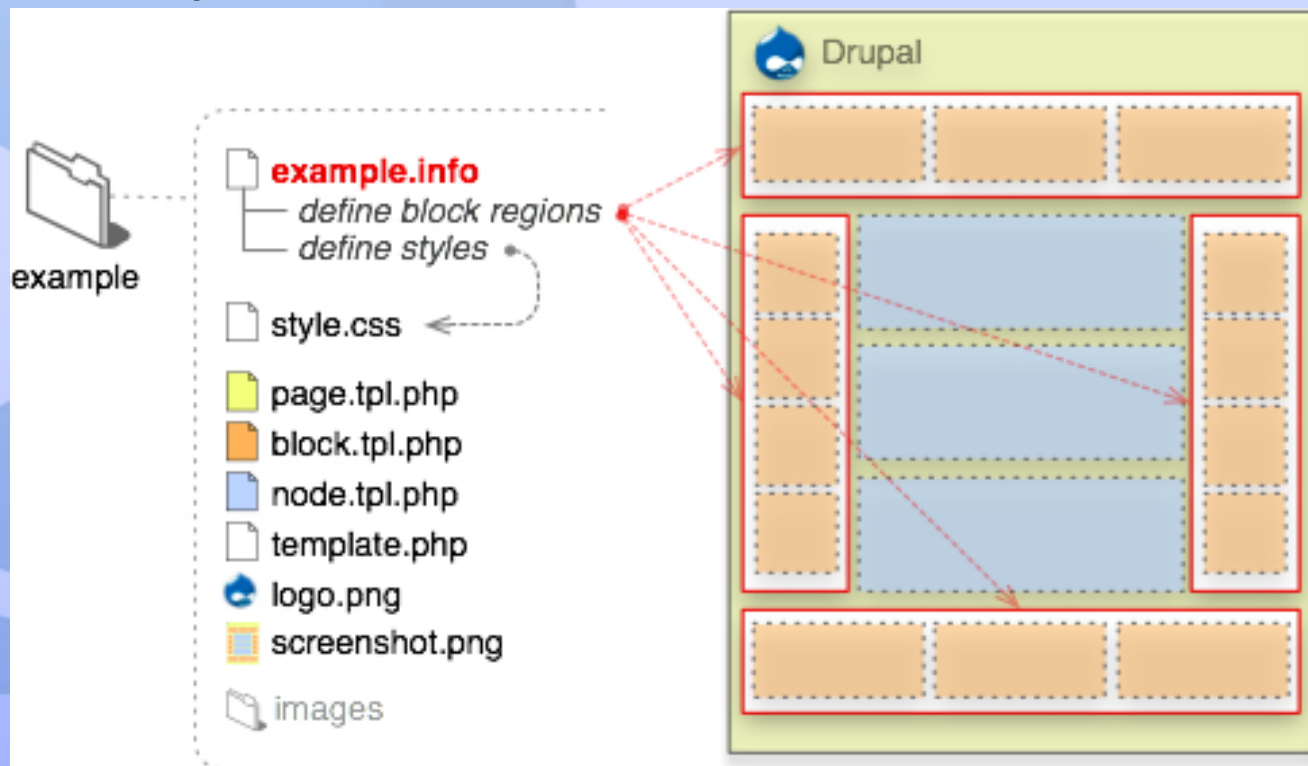 Drupal
example
example.info
define block regions
define styles
style.css
page.tpl.php
block.tpl.php
node.tpl.php
template.php
logo.png
screenshot.png
images